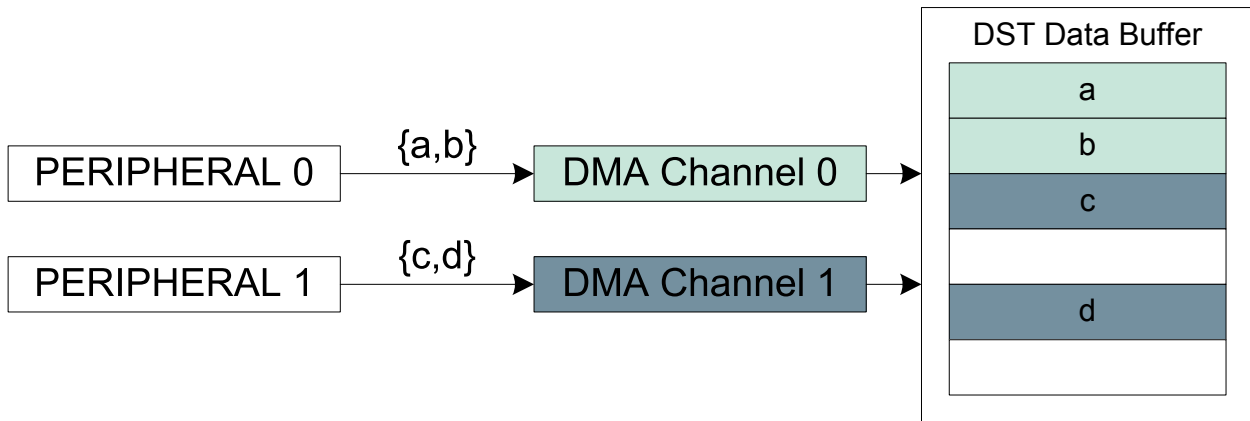 DST Data Buffer
a
{a,b}
b
PERIPHERAL 0
DMA Channel 0
c
{c,d}
PERIPHERAL 1
DMA Channel 1
d